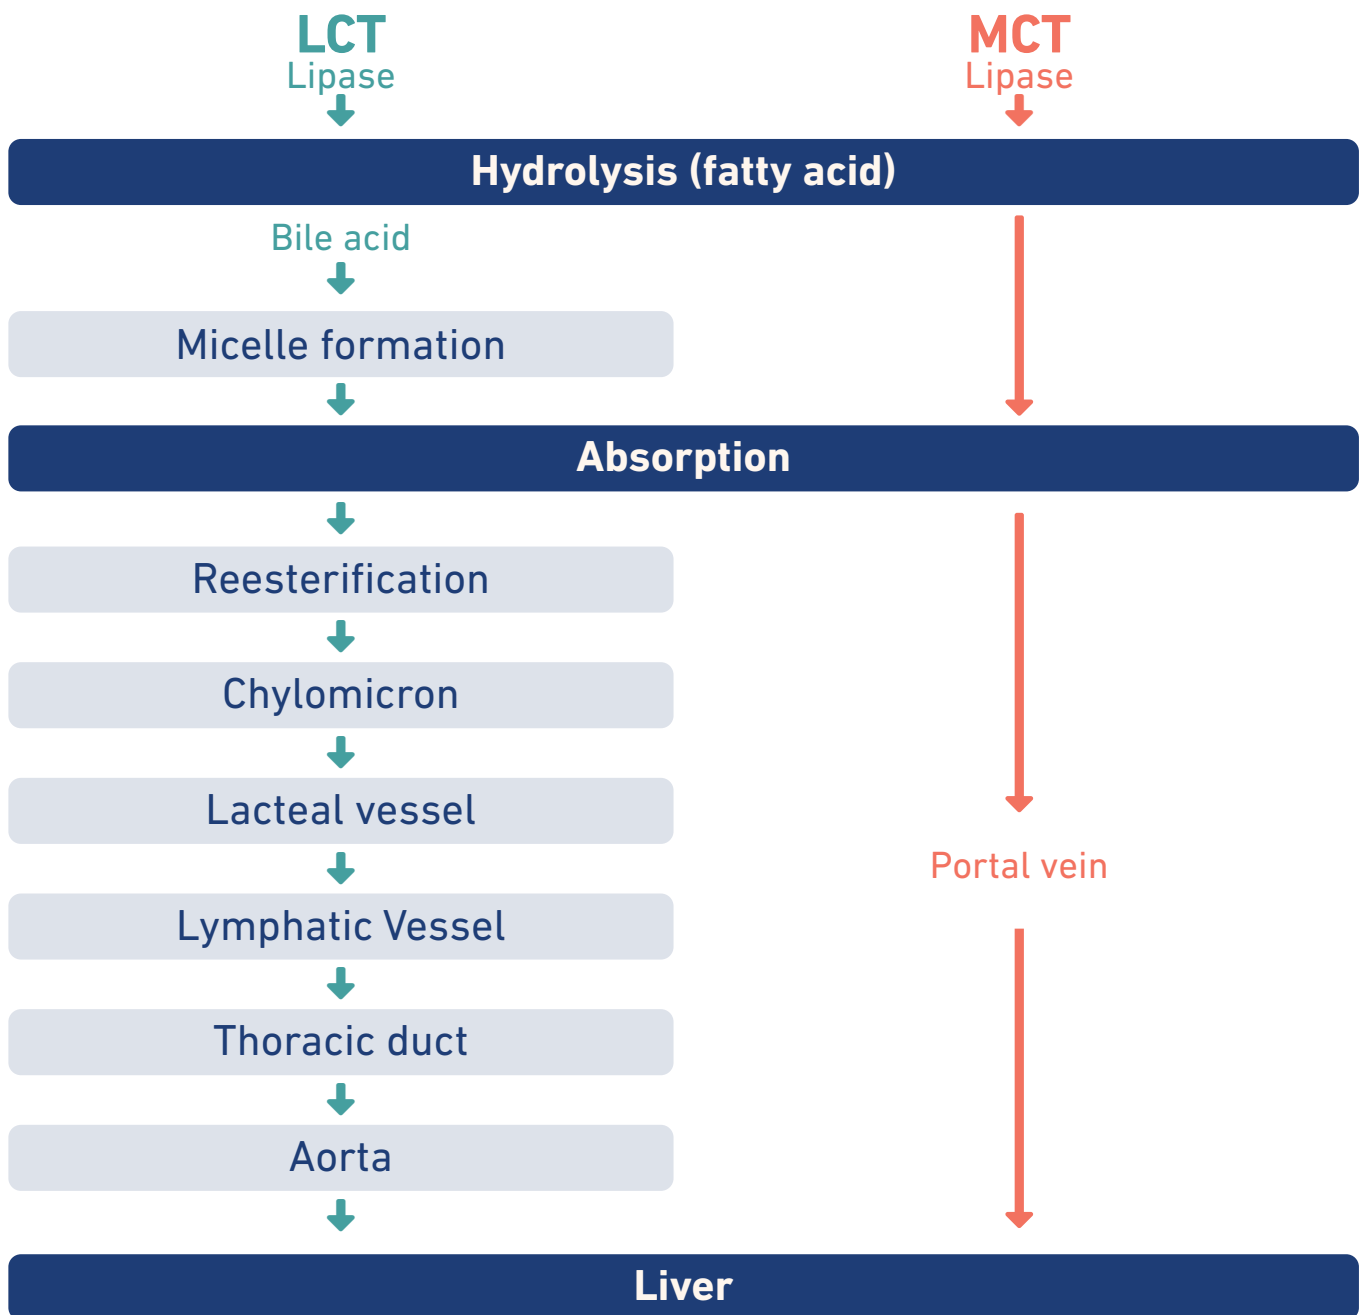 LCT
Lipase
MCT
Lipase
Hydrolysis (fatty acid)
Bile acid
Micelle formation
Absorption
Reesterification
Chylomicron
Lacteal vessel
Portal vein
Lymphatic Vessel
Thoracic duct
Aorta
Liver